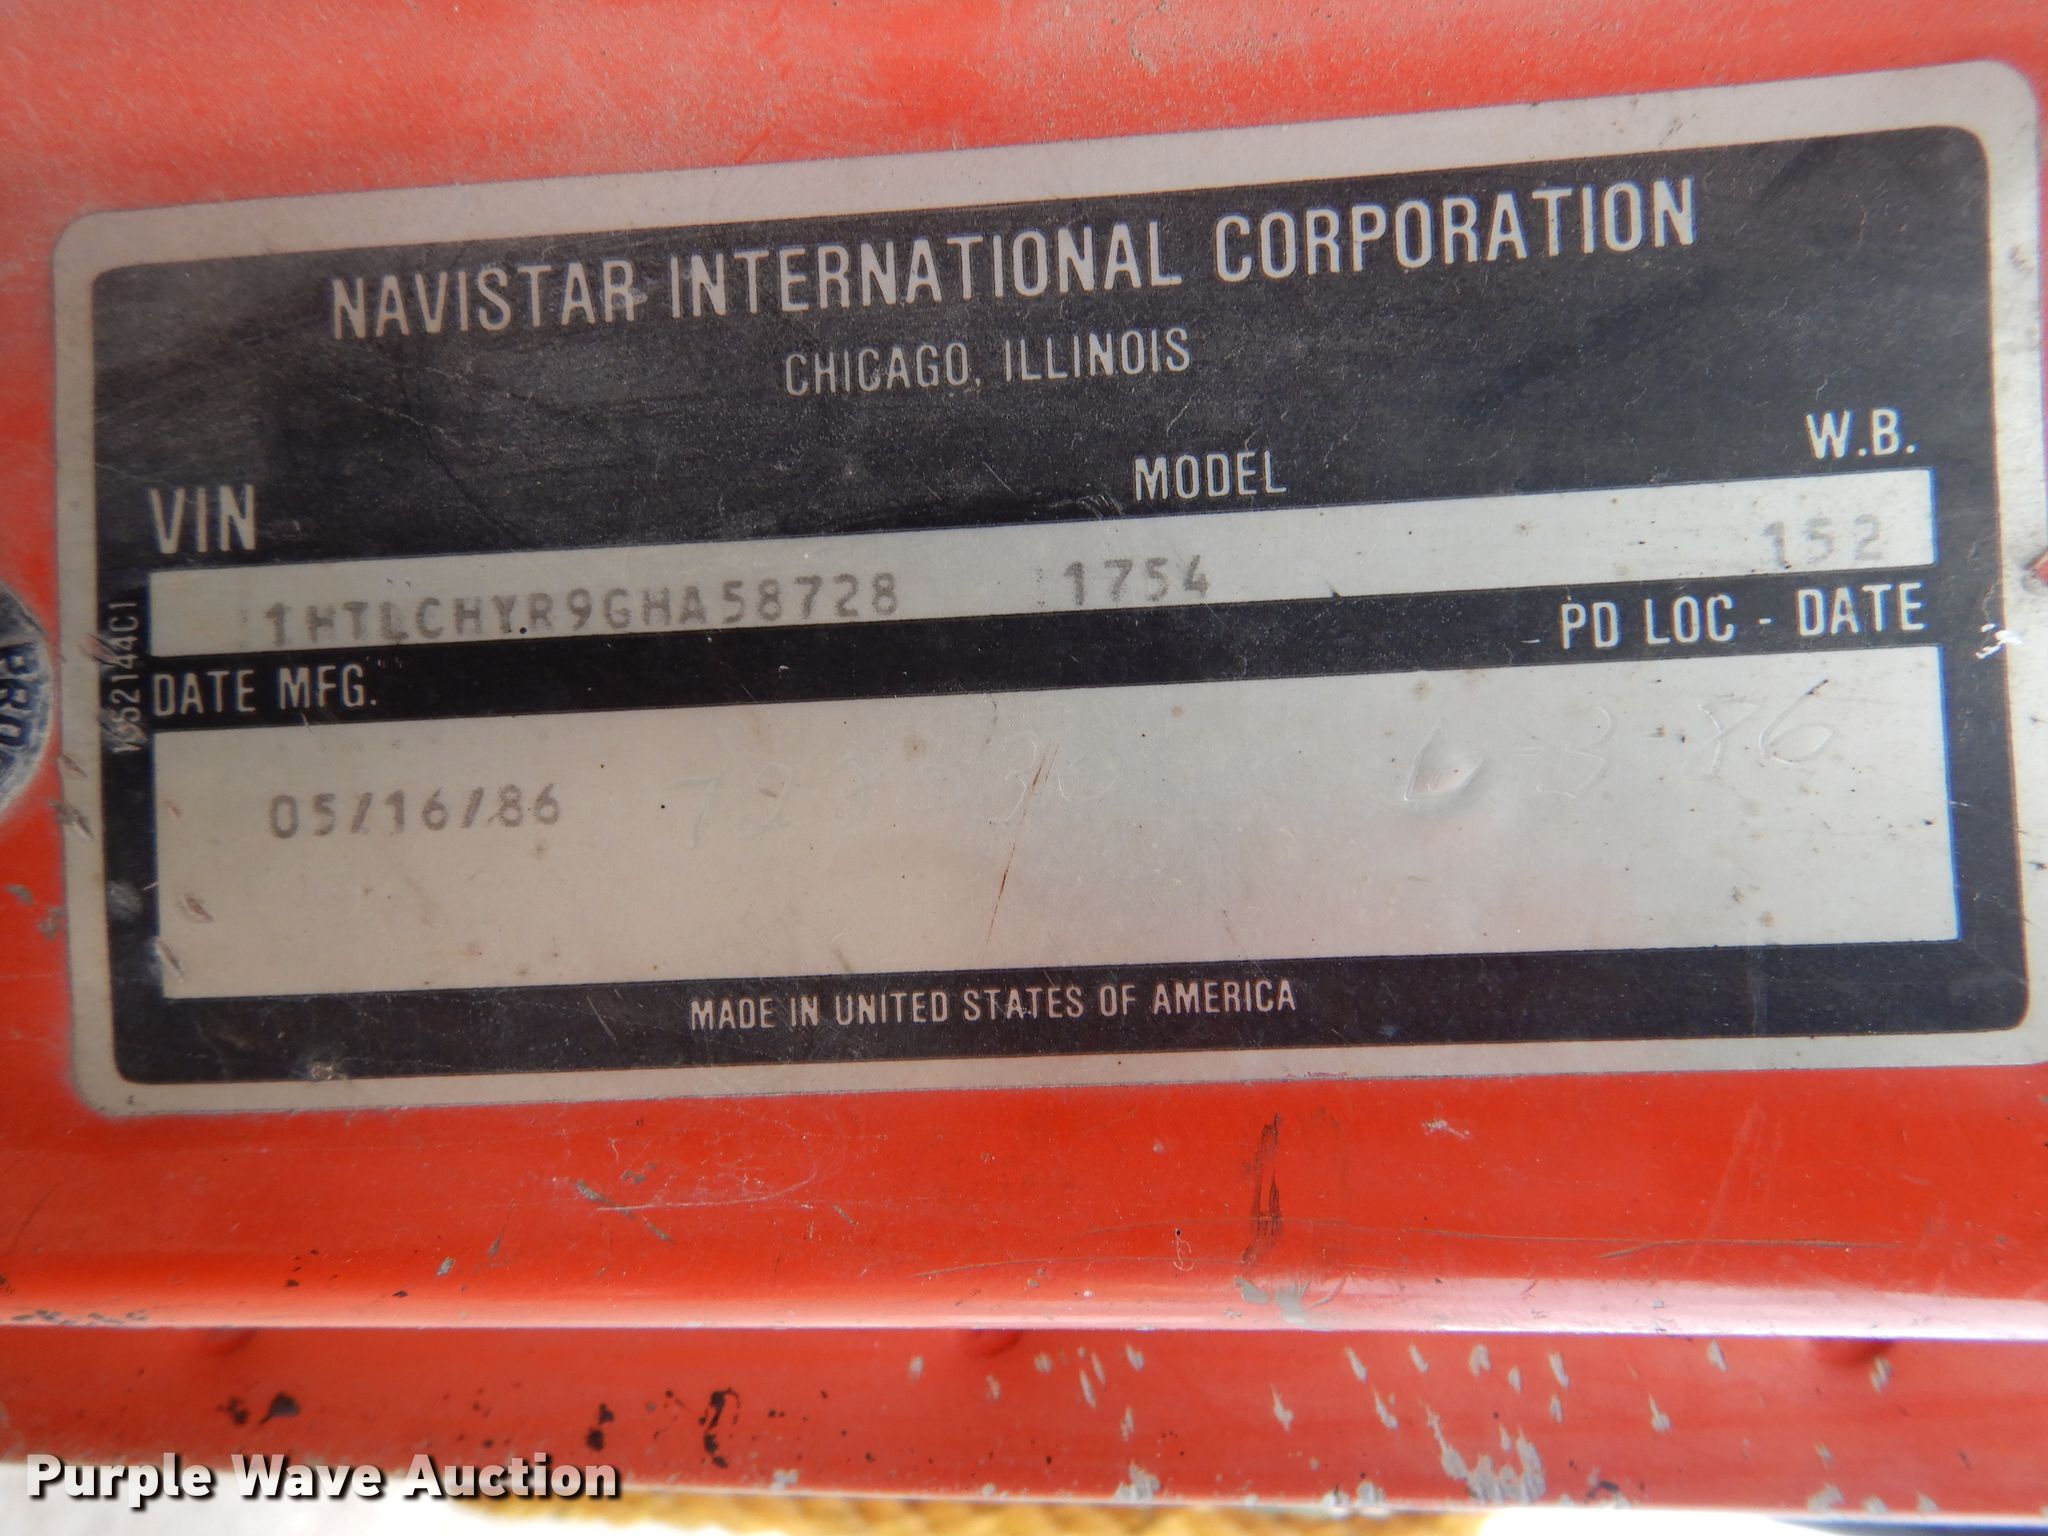 NAVISTAR INTERNATIONAL CORPORATION
CHICAGO, ILLINOIS
VIN MODEL W.B.
1HTLCHYR9GHA58728 1754 152
DATE MFG. PD LOC - DATE
05/16/86 6-3-86
MADE IN UNITED STATES OF AMERICA
Purple Wave Auction